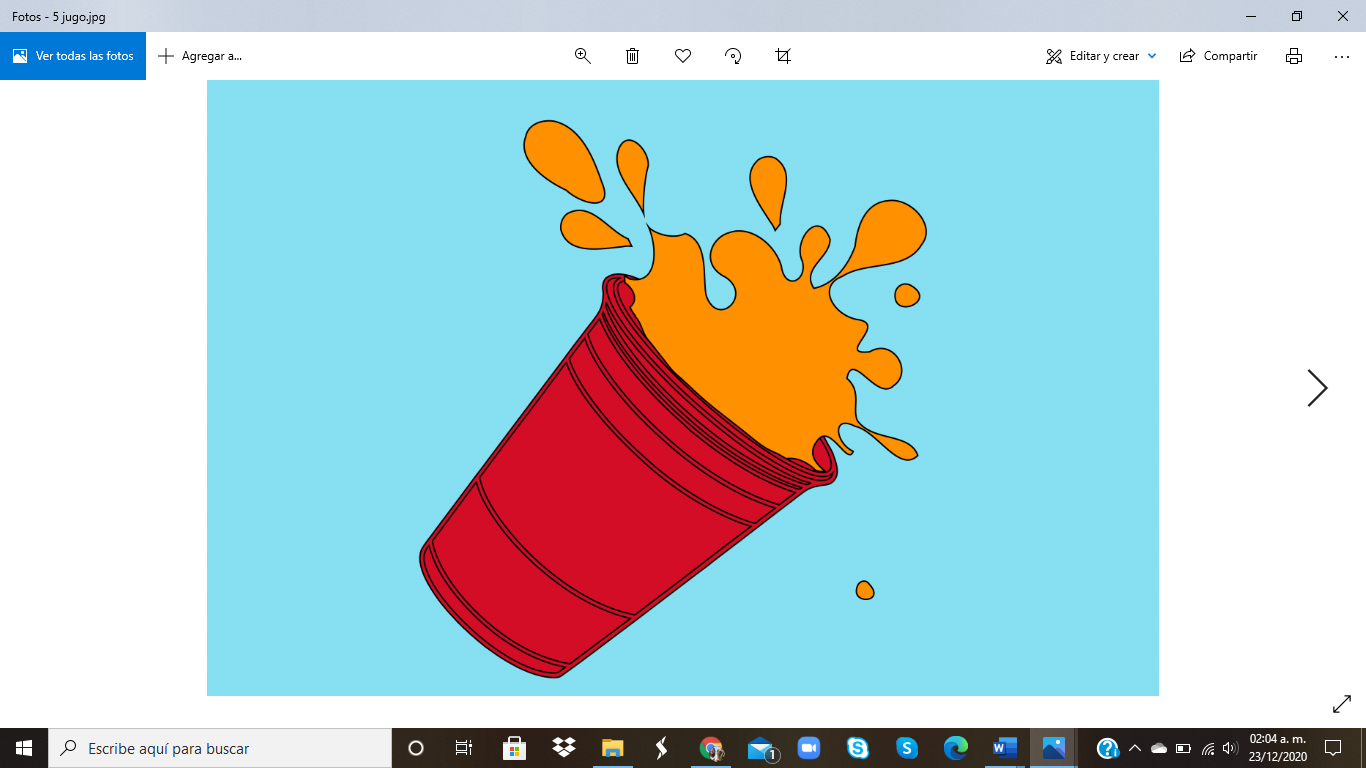 Fotos - 5 jugo.jpg
Ver todas las fotos
Agregar a...
Editar y crear
Compartir
Escribe aquí para buscar
1
02:04 a. m.
23/12/2020